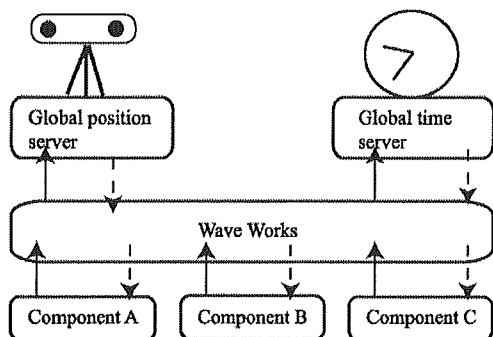 Global position
server
Global time
server
Wave Works
Component A
Component B
Component C